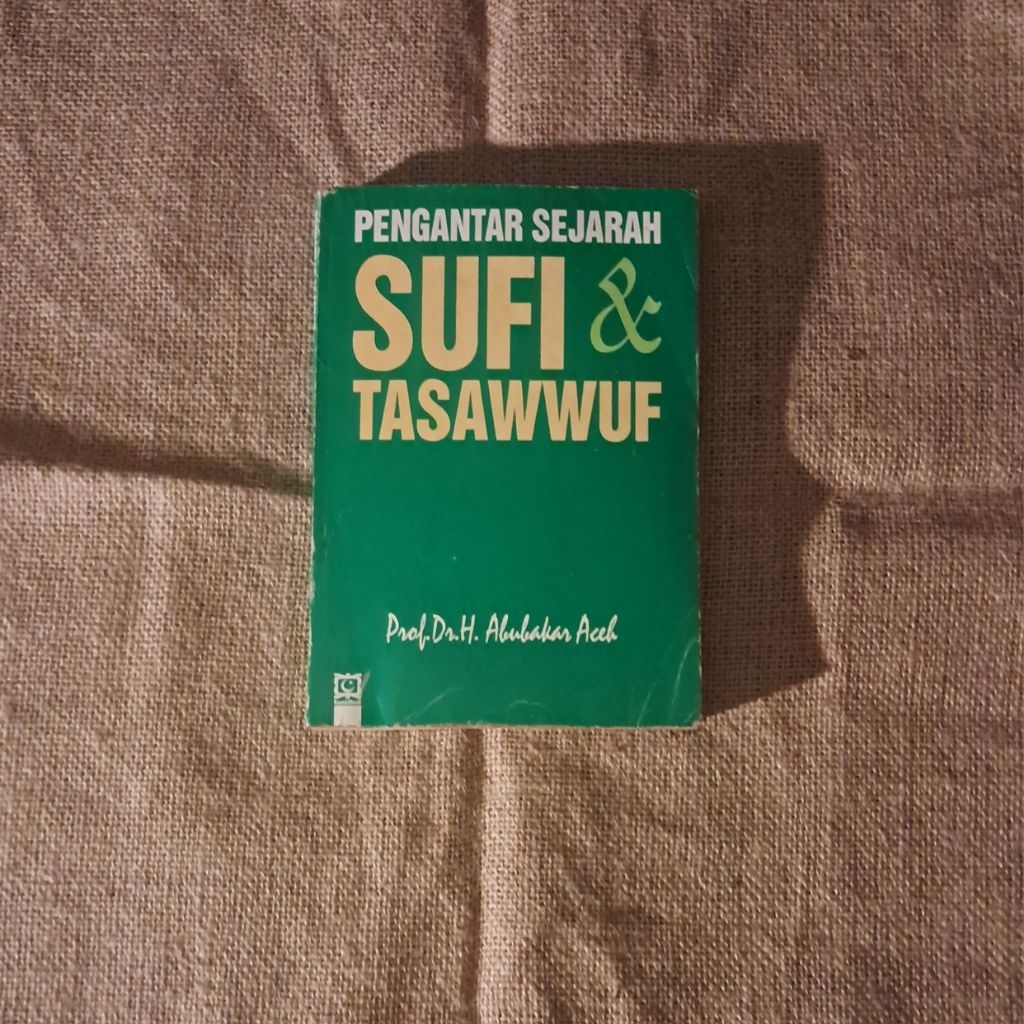 PENGANTAR SEJARAH
SUFI &
TASAWWUF
Prof.Dr.H. Abubakar Aceh